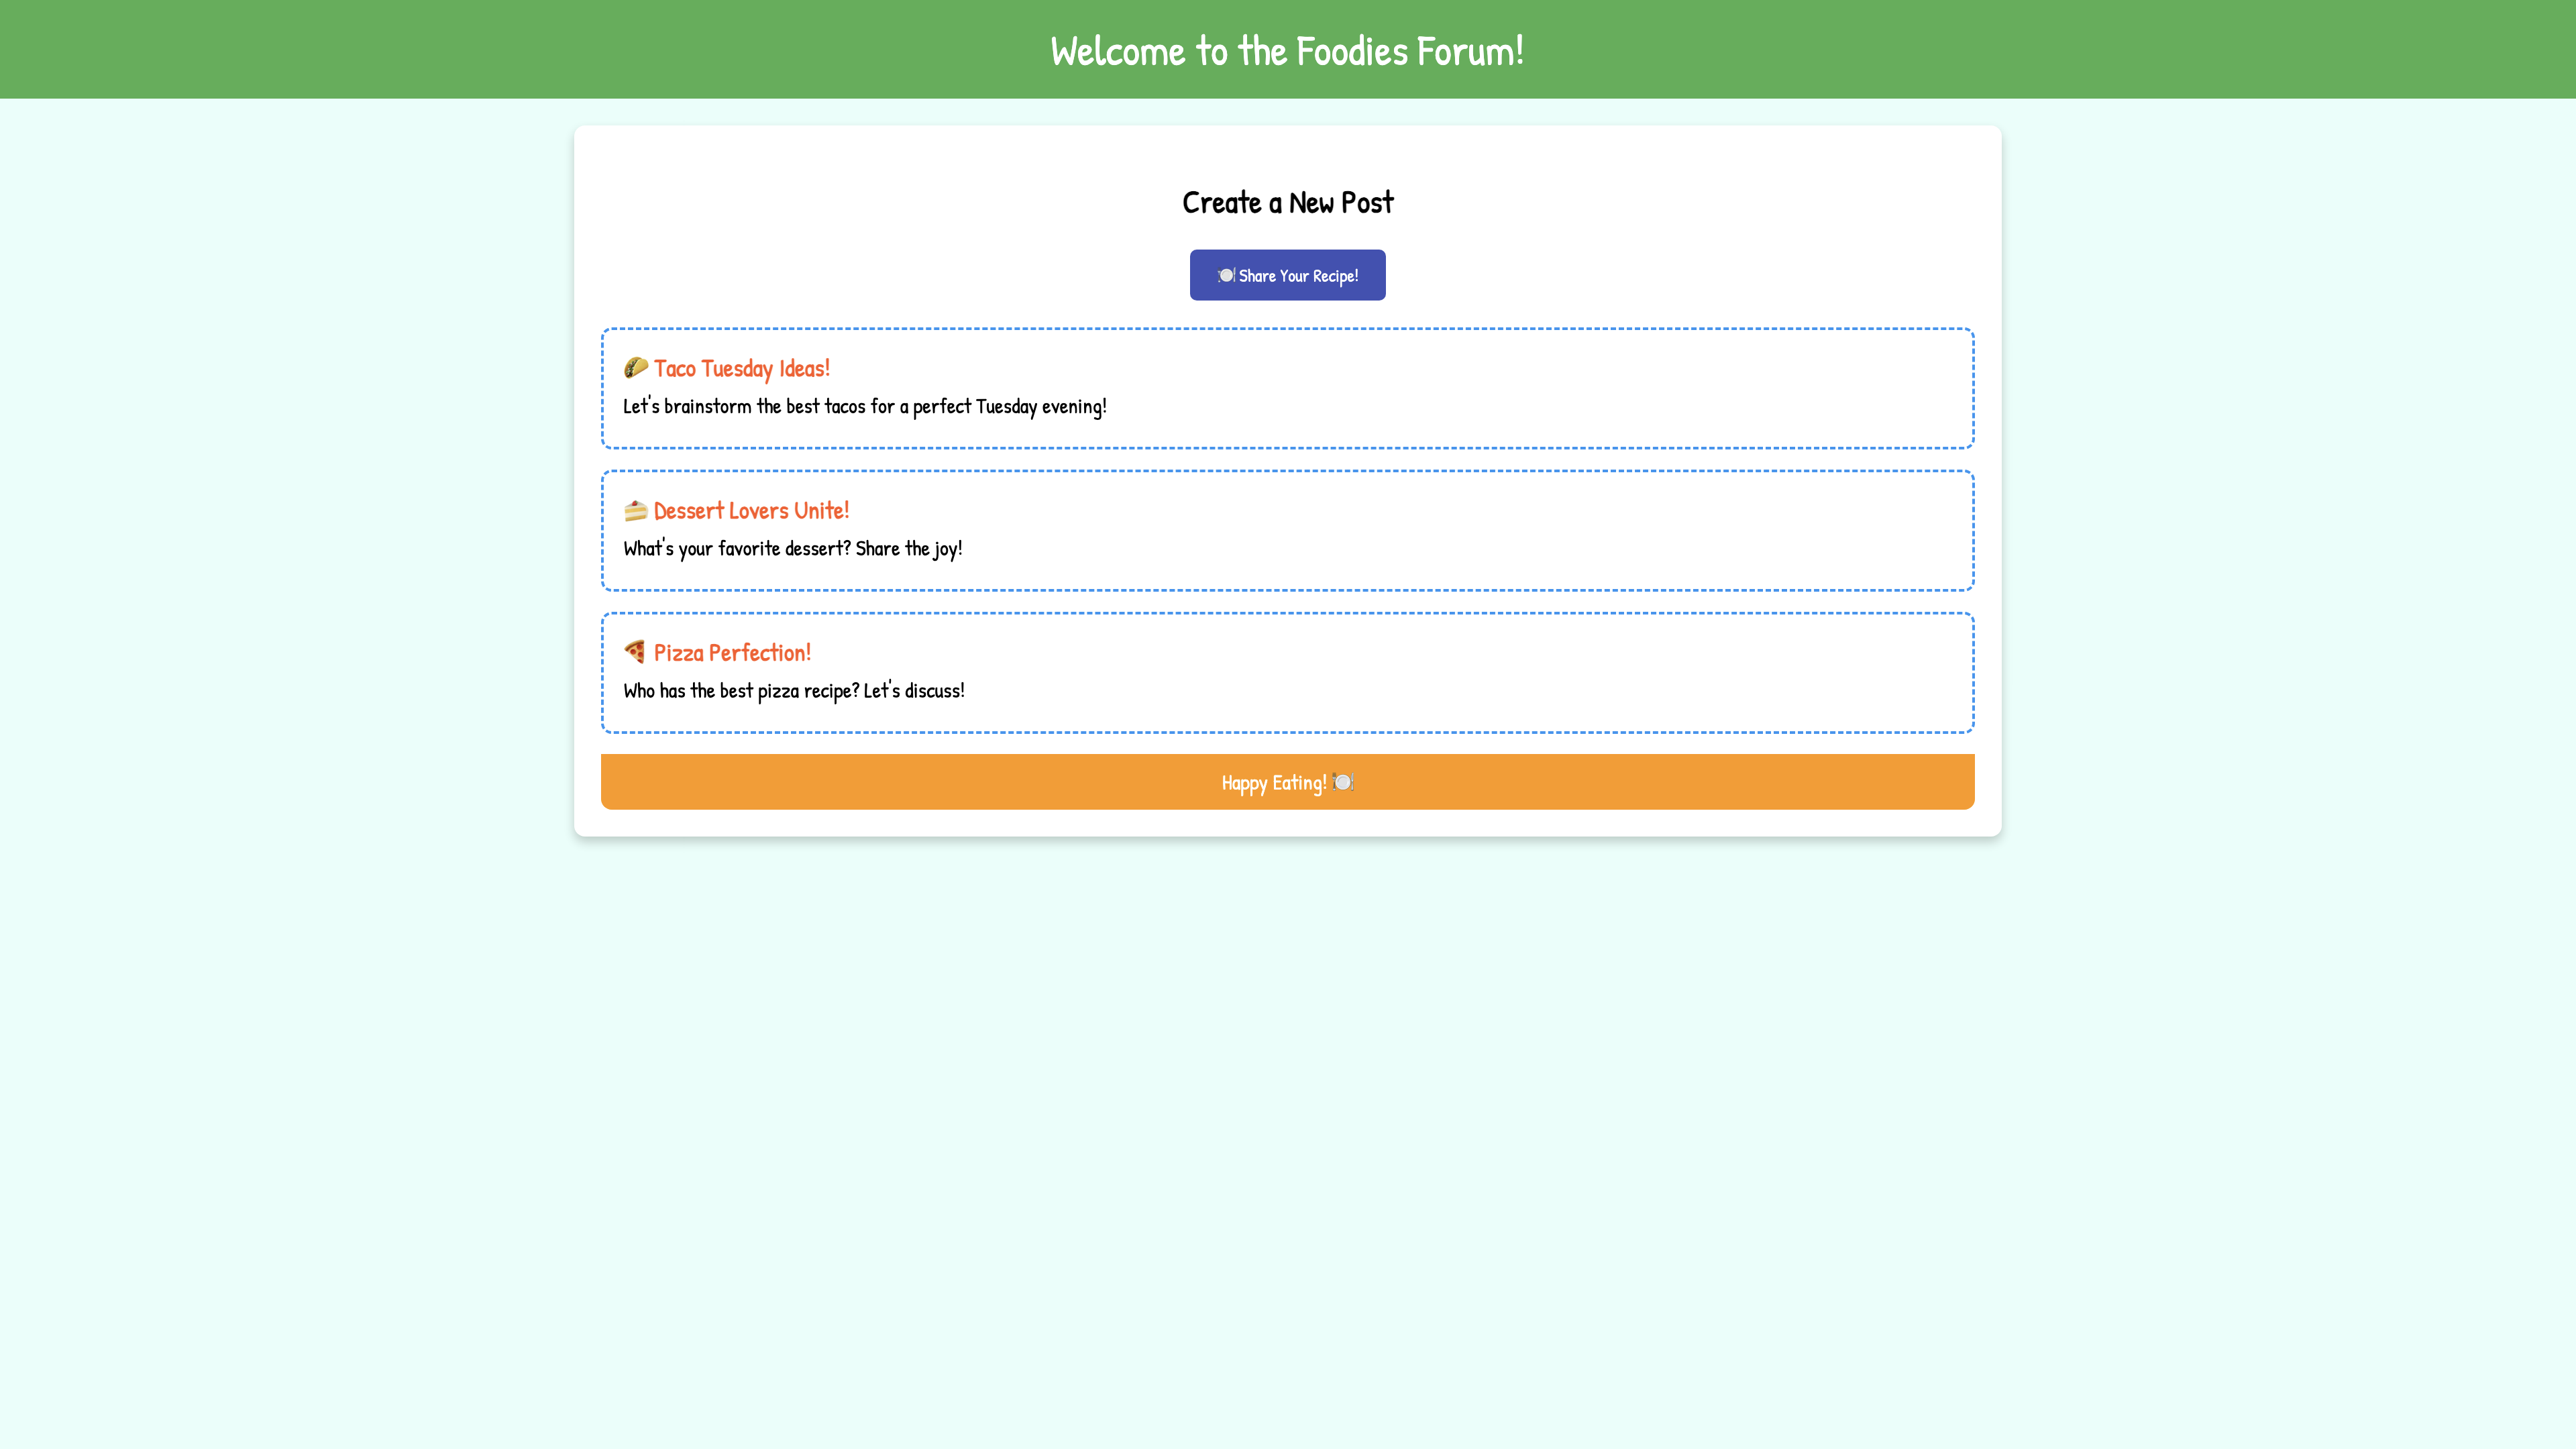 Welcome to the Foodies Forum!
Create a New Post
🍽️ Share Your Recipe!
🌮 Taco Tuesday Ideas!
Let's brainstorm the best tacos for a perfect Tuesday evening!
🍰 Dessert Lovers Unite!
What's your favorite dessert? Share the joy!
🍕 Pizza Perfection!
Who has the best pizza recipe? Let's discuss!
Happy Eating! 🍽️